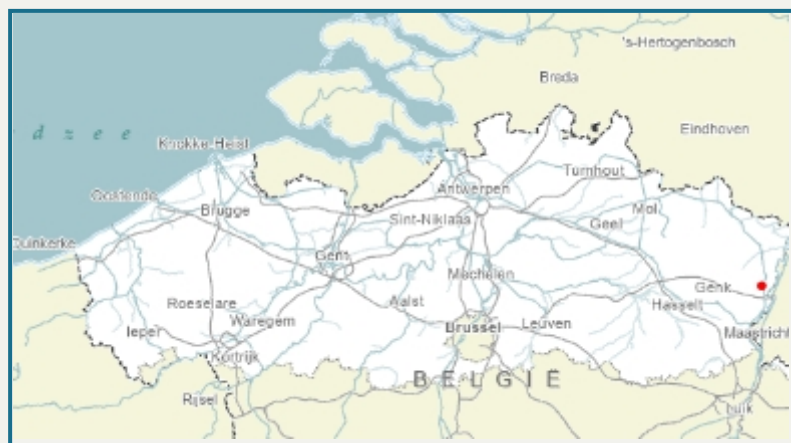 's-Hertogenbosch
Breda
d z e e
Eindhoven
Knokke-Heist
Turnhout
Antwerpen
Oostende
Mol
Brugge
Sint-Niklaas
Geel
Duinkerke
Gent
Mechelen
Genk
Roeselare
Aalst
Hasselt
Waregem
Brussel
Leuven
Ieper
Maastricht
Kortrijk
BELGIË
Rijsel
Luik